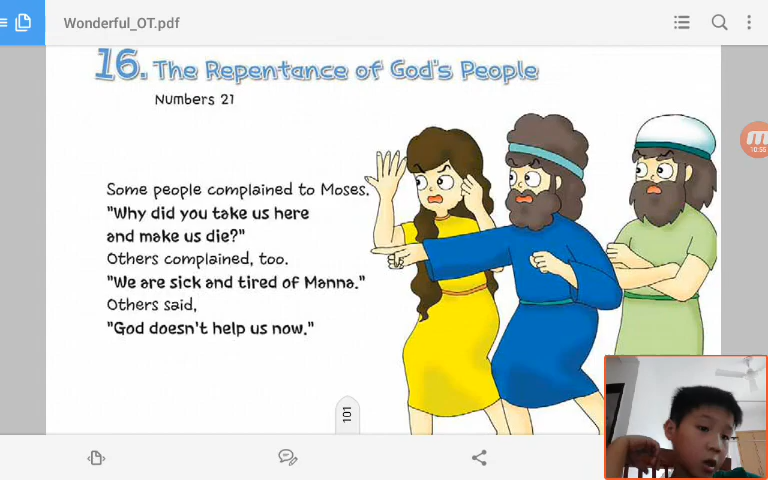 Wonderful_OT.pdf
16. The Repentance of God's People
Numbers 21
Some people complained to Moses.
"Why did you take us here
and make us die?"
Others complained, too.
"We are sick and tired of Manna."
Others said,
"God doesn't help us now."
101
10:56